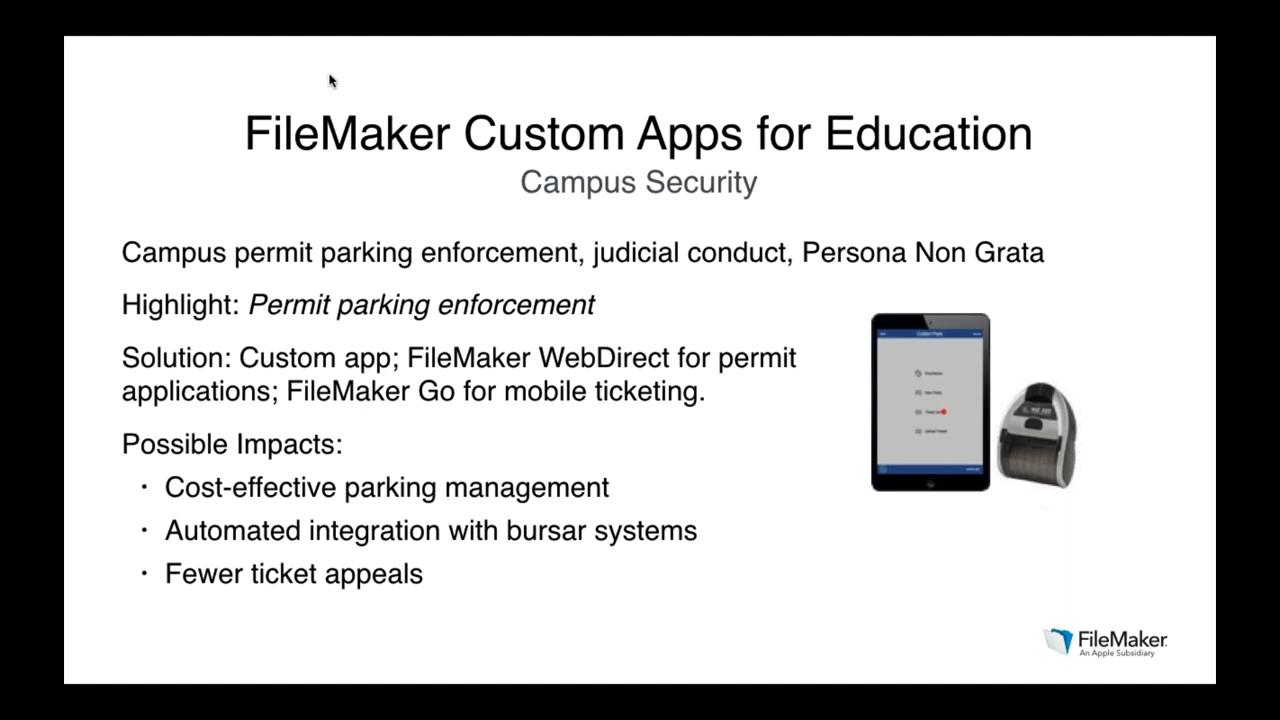 FileMaker Custom Apps for Education
Campus Security
Campus permit parking enforcement, judicial conduct, Persona Non Grata
Highlight: Permit parking enforcement
Solution: Custom app; FileMaker WebDirect for permit
applications; FileMaker Go for mobile ticketing.
Possible Impacts:
· Cost-effective parking management
· Automated integration with bursar systems
· Fewer ticket appeals
FileMaker
An Apple Subsidiary